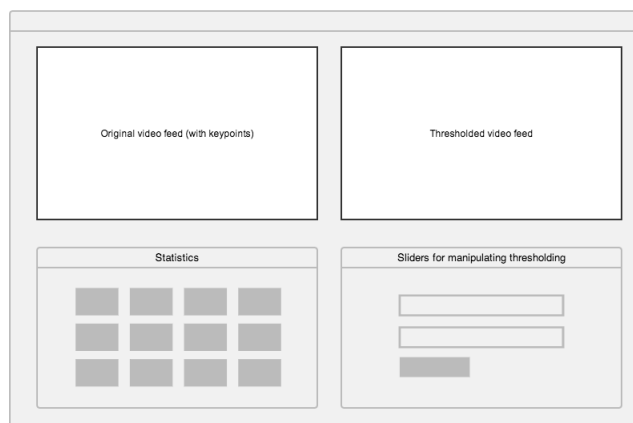 Original video feed (with keypoints)
Thresholded video feed
Statistics
Sliders for manipulating thresholding